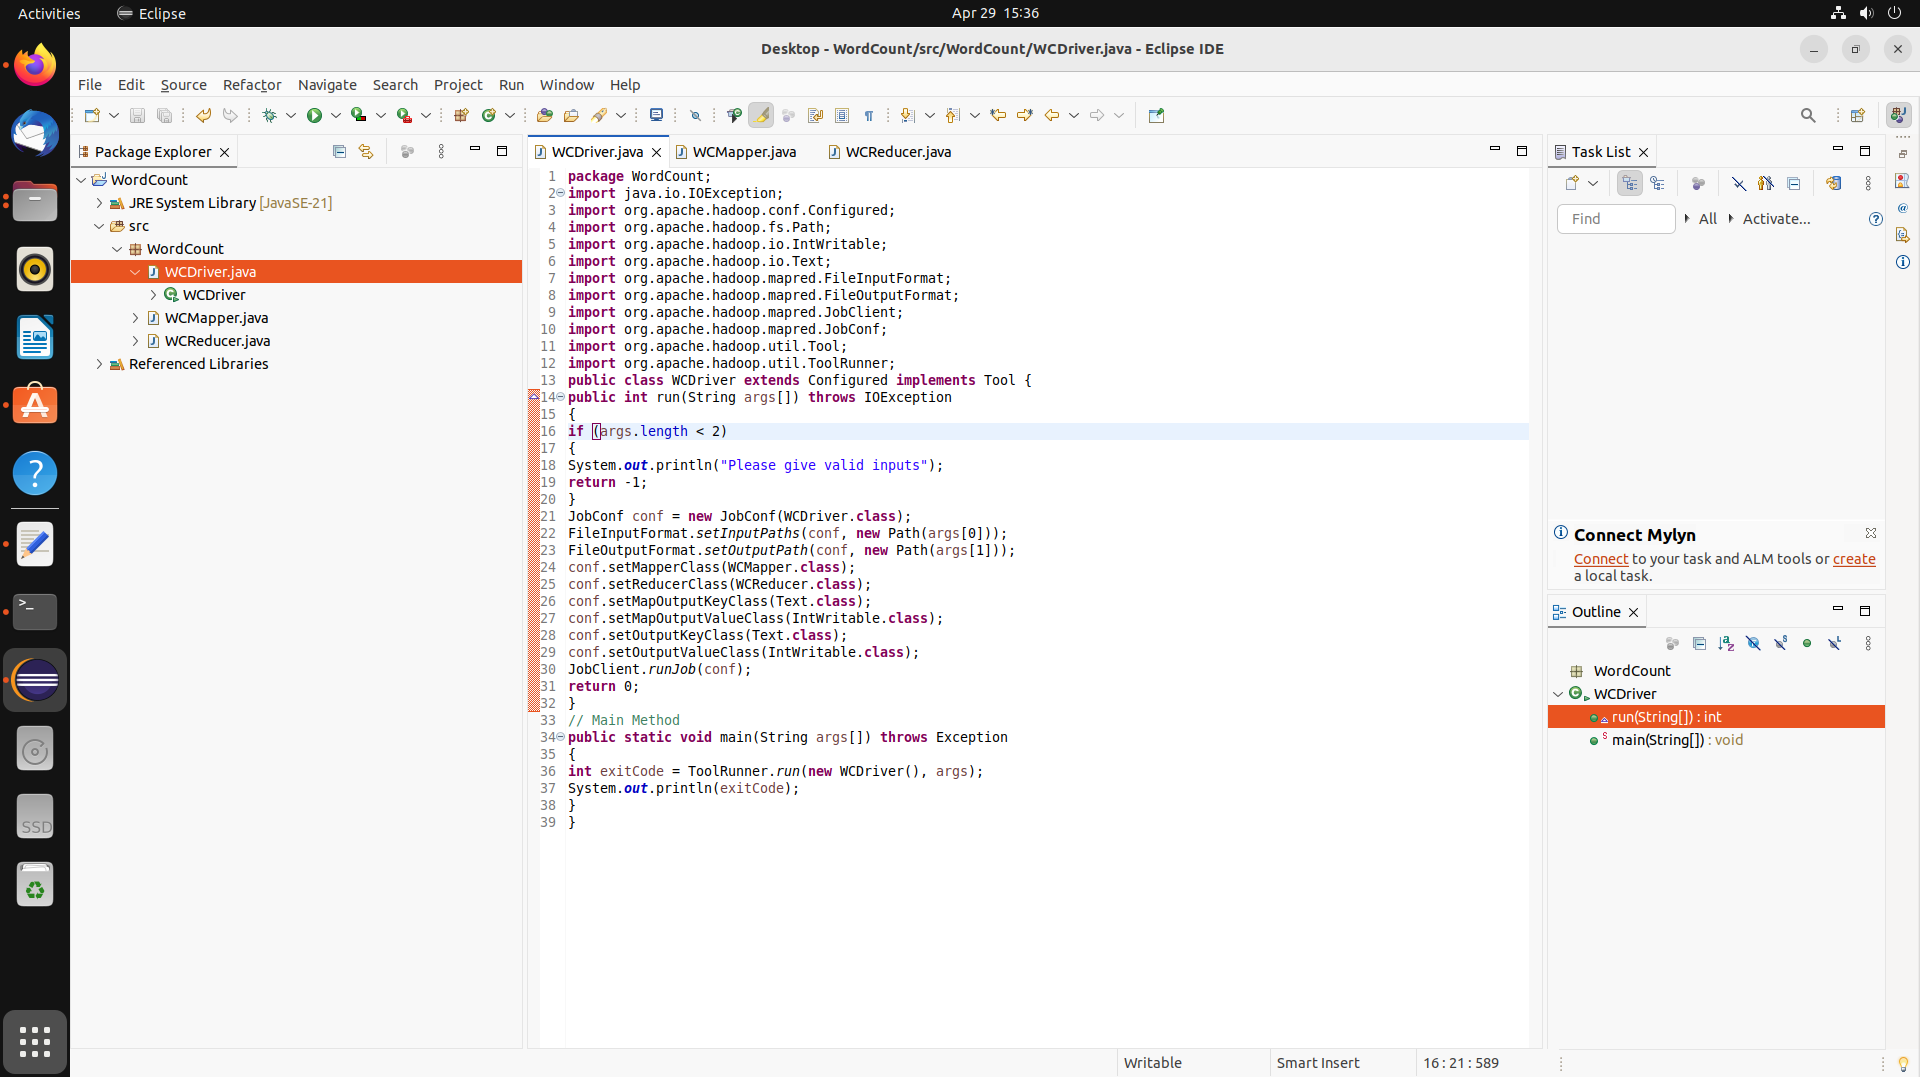 Activities
Eclipse
Apr 29 15:36
Desktop - WordCount/src/WordCount/WCDriver.java - Eclipse IDE
File Edit Source Refactor Navigate Search Project Run Window Help
Package Explorer
WordCount
JRE System Library [JavaSE-21]
src
WordCount
WCDriver.java
WCDriver
WCMapper.java
WCReducer.java
Referenced Libraries
WCDriver.java WCMapper.java WCReducer.java
1 package WordCount;
2 import java.io.IOException;
3 import org.apache.hadoop.conf.Configured;
4 import org.apache.hadoop.fs.Path;
5 import org.apache.hadoop.io.IntWritable;
6 import org.apache.hadoop.io.Text;
7 import org.apache.hadoop.mapred.FileInputFormat;
8 import org.apache.hadoop.mapred.FileOutputFormat;
9 import org.apache.hadoop.mapred.JobClient;
10 import org.apache.hadoop.mapred.JobConf;
11 import org.apache.hadoop.util.Tool;
12 import org.apache.hadoop.util.ToolRunner;
13 public class WCDriver extends Configured implements Tool {
14 public int run(String args[]) throws IOException
15 {
16 if (args.length < 2)
17 {
18 System.out.println("Please give valid inputs");
19 return -1;
20 }
21 JobConf conf = new JobConf(WCDriver.class);
22 FileInputFormat.setInputPaths(conf, new Path(args[0]));
23 FileOutputFormat.setOutputPath(conf, new Path(args[1]));
24 conf.setMapperClass(WCMapper.class);
25 conf.setReducerClass(WCReducer.class);
26 conf.setMapOutputKeyClass(Text.class);
27 conf.setMapOutputValueClass(IntWritable.class);
28 conf.setOutputKeyClass(Text.class);
29 conf.setOutputValueClass(IntWritable.class);
30 JobClient.runJob(conf);
31 return 0;
32 }
33 // Main Method
34 public static void main(String args[]) throws Exception
35 {
36 int exitCode = ToolRunner.run(new WCDriver(), args);
37 System.out.println(exitCode);
38 }
39 }
Task List
Find
All
Activate...
Connect Mylyn
Connect to your task and ALM tools or create
a local task.
Outline
WordCount
WCDriver
run(String[]) : int
main(String[]) : void
SSD
Writable
Smart Insert
16 : 21 : 589